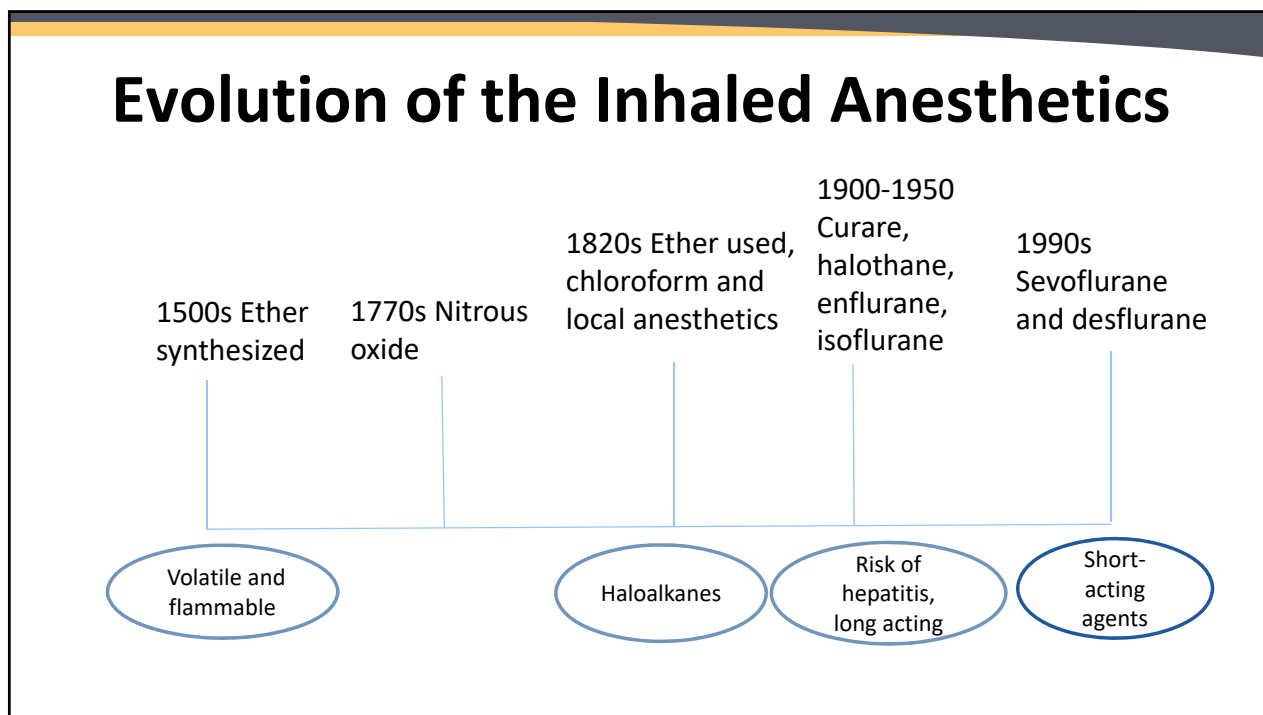 Evolution of the Inhaled Anesthetics
1500s Ether
synthesized
1770s Nitrous
oxide
1820s Ether used,
chloroform and
local anesthetics
1900-1950
Curare,
halothane,
enflurane,
isoflurane
1990s
Sevoflurane
and desflurane
Volatile and
flammable
Haloalkanes
Risk of
hepatitis,
long acting
Short-
acting
agents